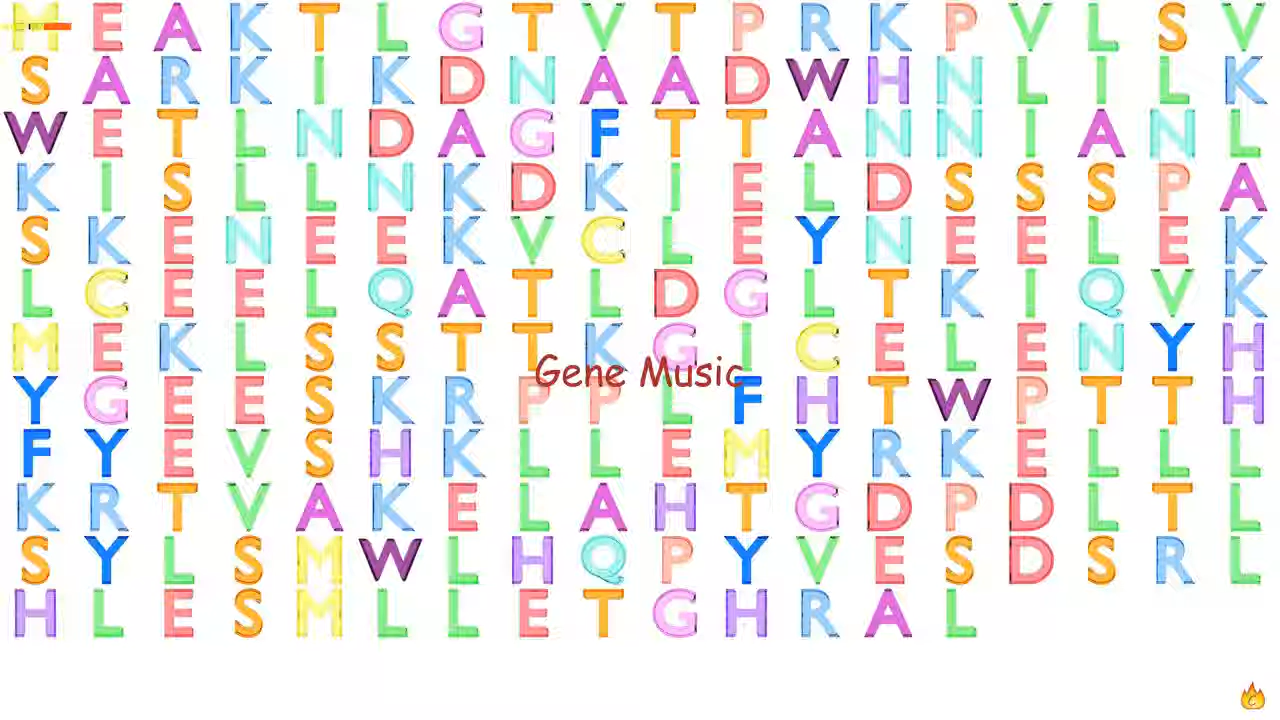 M E A K T L G T V T P R K P V L S V
S A R K I K D N A A D W H N L I L K
W E T L N D A G F T T A N N I A N L
K I S L L N K D K I E L D S S S P A
S K E N E E K V C L E Y N E E L E K
L C E E L Q A T L D G L T K I Q V K
M E K L S S T T K G I C E L E N Y H
Gene Music
Y G E E S K R P P L F H T W P T T H
F Y E V S H K L L E M Y R K E L L L
K R T V A K E L A H T G D P D L T L
S Y L S M W L H Q P Y V E S D S R L
H L E S M L L E T G H R A L